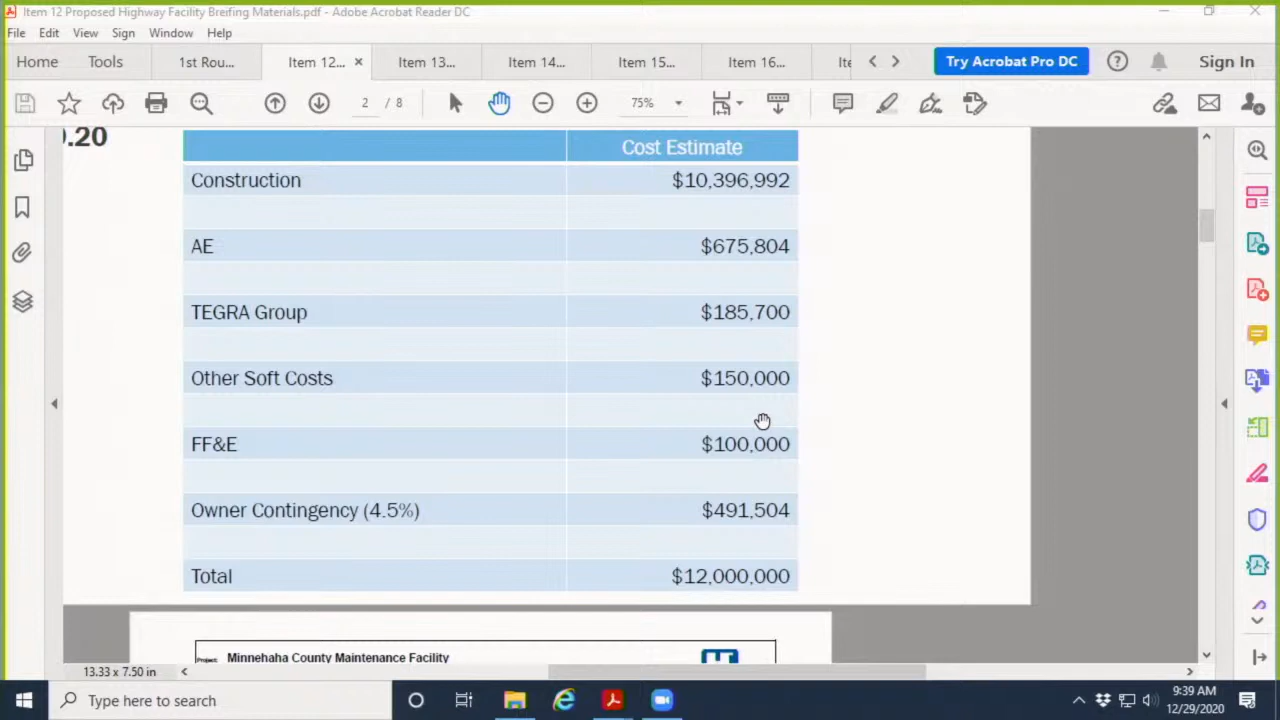 Item 12 Proposed Highway Facility Breifing Materials.pdf - Adobe Acrobat Reader DC
File Edit View Sign Window Help
Home Tools 1st Rou... Item 12... Item 13... Item 14... Item 15... Item 16... Ite Try Acrobat Pro DC Sign In
2 / 8 75%
).20
Cost Estimate
Construction $10,396,992
AE $675,804
TEGRA Group $185,700
Other Soft Costs $150,000
FF&E $100,000
Owner Contingency (4.5%) $491,504
Total $12,000,000
Project: Minnehaha County Maintenance Facility
13.33 x 7.50 in
Type here to search
9:39 AM
12/29/2020